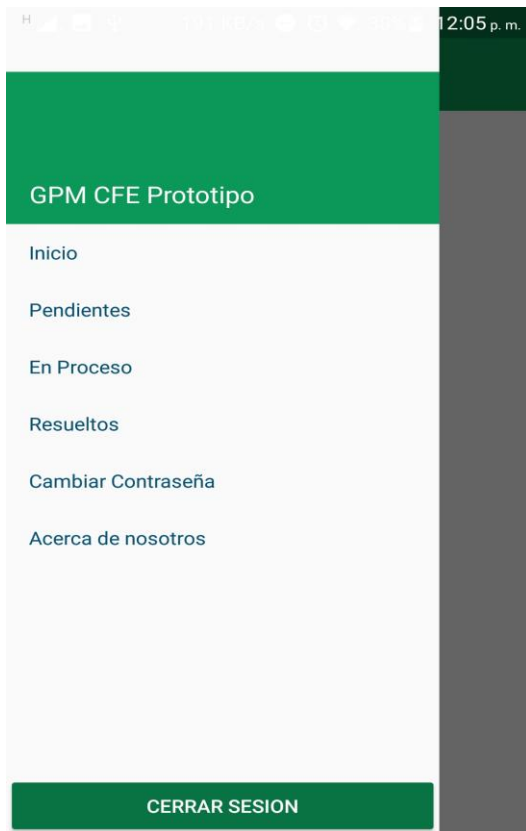 H 12:05 p. m.
GPM CFE Prototipo
Inicio
Pendientes
En Proceso
Resueltos
Cambiar Contraseña
Acerca de nosotros
CERRAR SESION